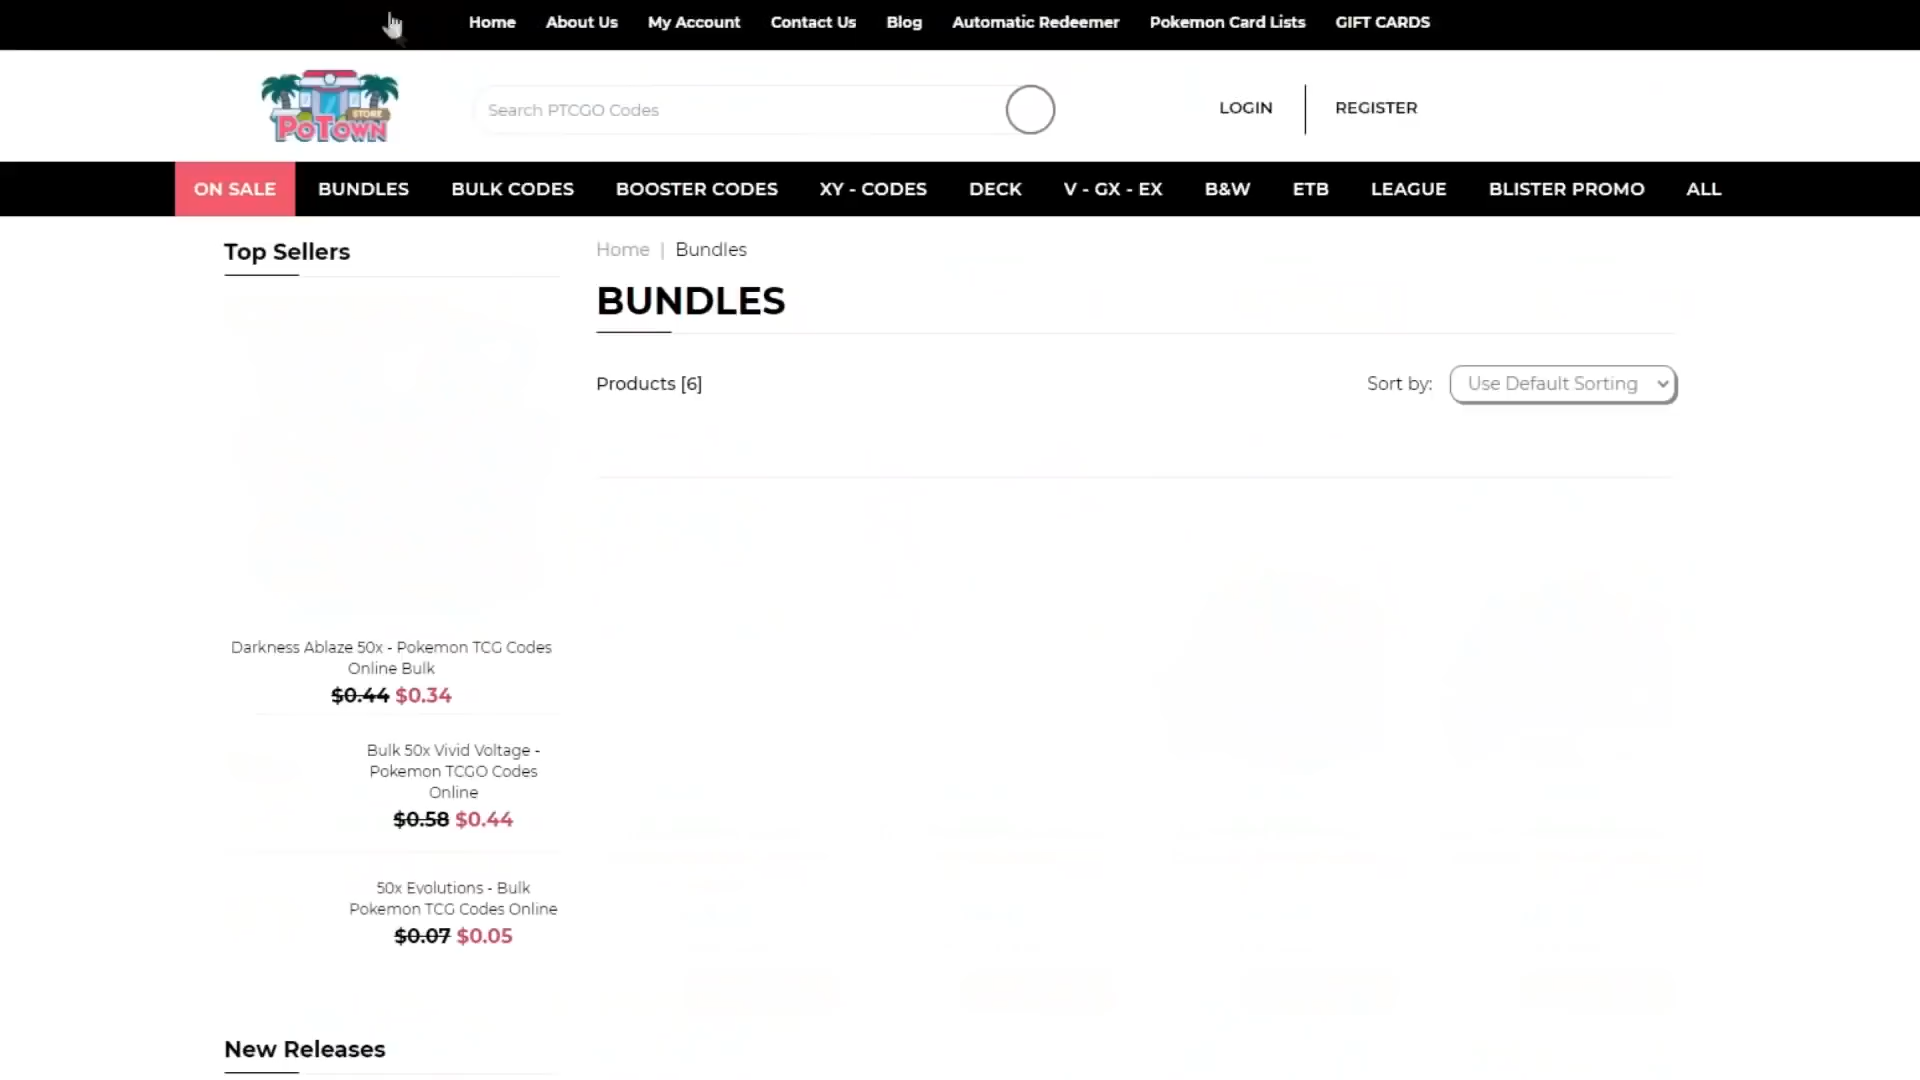 Home About Us My Account Contact Us Blog Automatic Redeemer Pokemon Card Lists GIFT CARDS
STORE
POTOWN
Search PTCGO Codes
LOGIN REGISTER
ON SALE BUNDLES BULK CODES BOOSTER CODES XY - CODES DECK V - GX - EX B&W ETB LEAGUE BLISTER PROMO ALL
Top Sellers
Home | Bundles
BUNDLES
Products [6]
Sort by: Use Default Sorting
Darkness Ablaze 50x - Pokemon TCG Codes
Online Bulk
$0.44 $0.34
Bulk 50x Vivid Voltage -
Pokemon TCGO Codes
Online
$0.58 $0.44
50x Evolutions - Bulk
Pokemon TCG Codes Online
$0.07 $0.05
New Releases